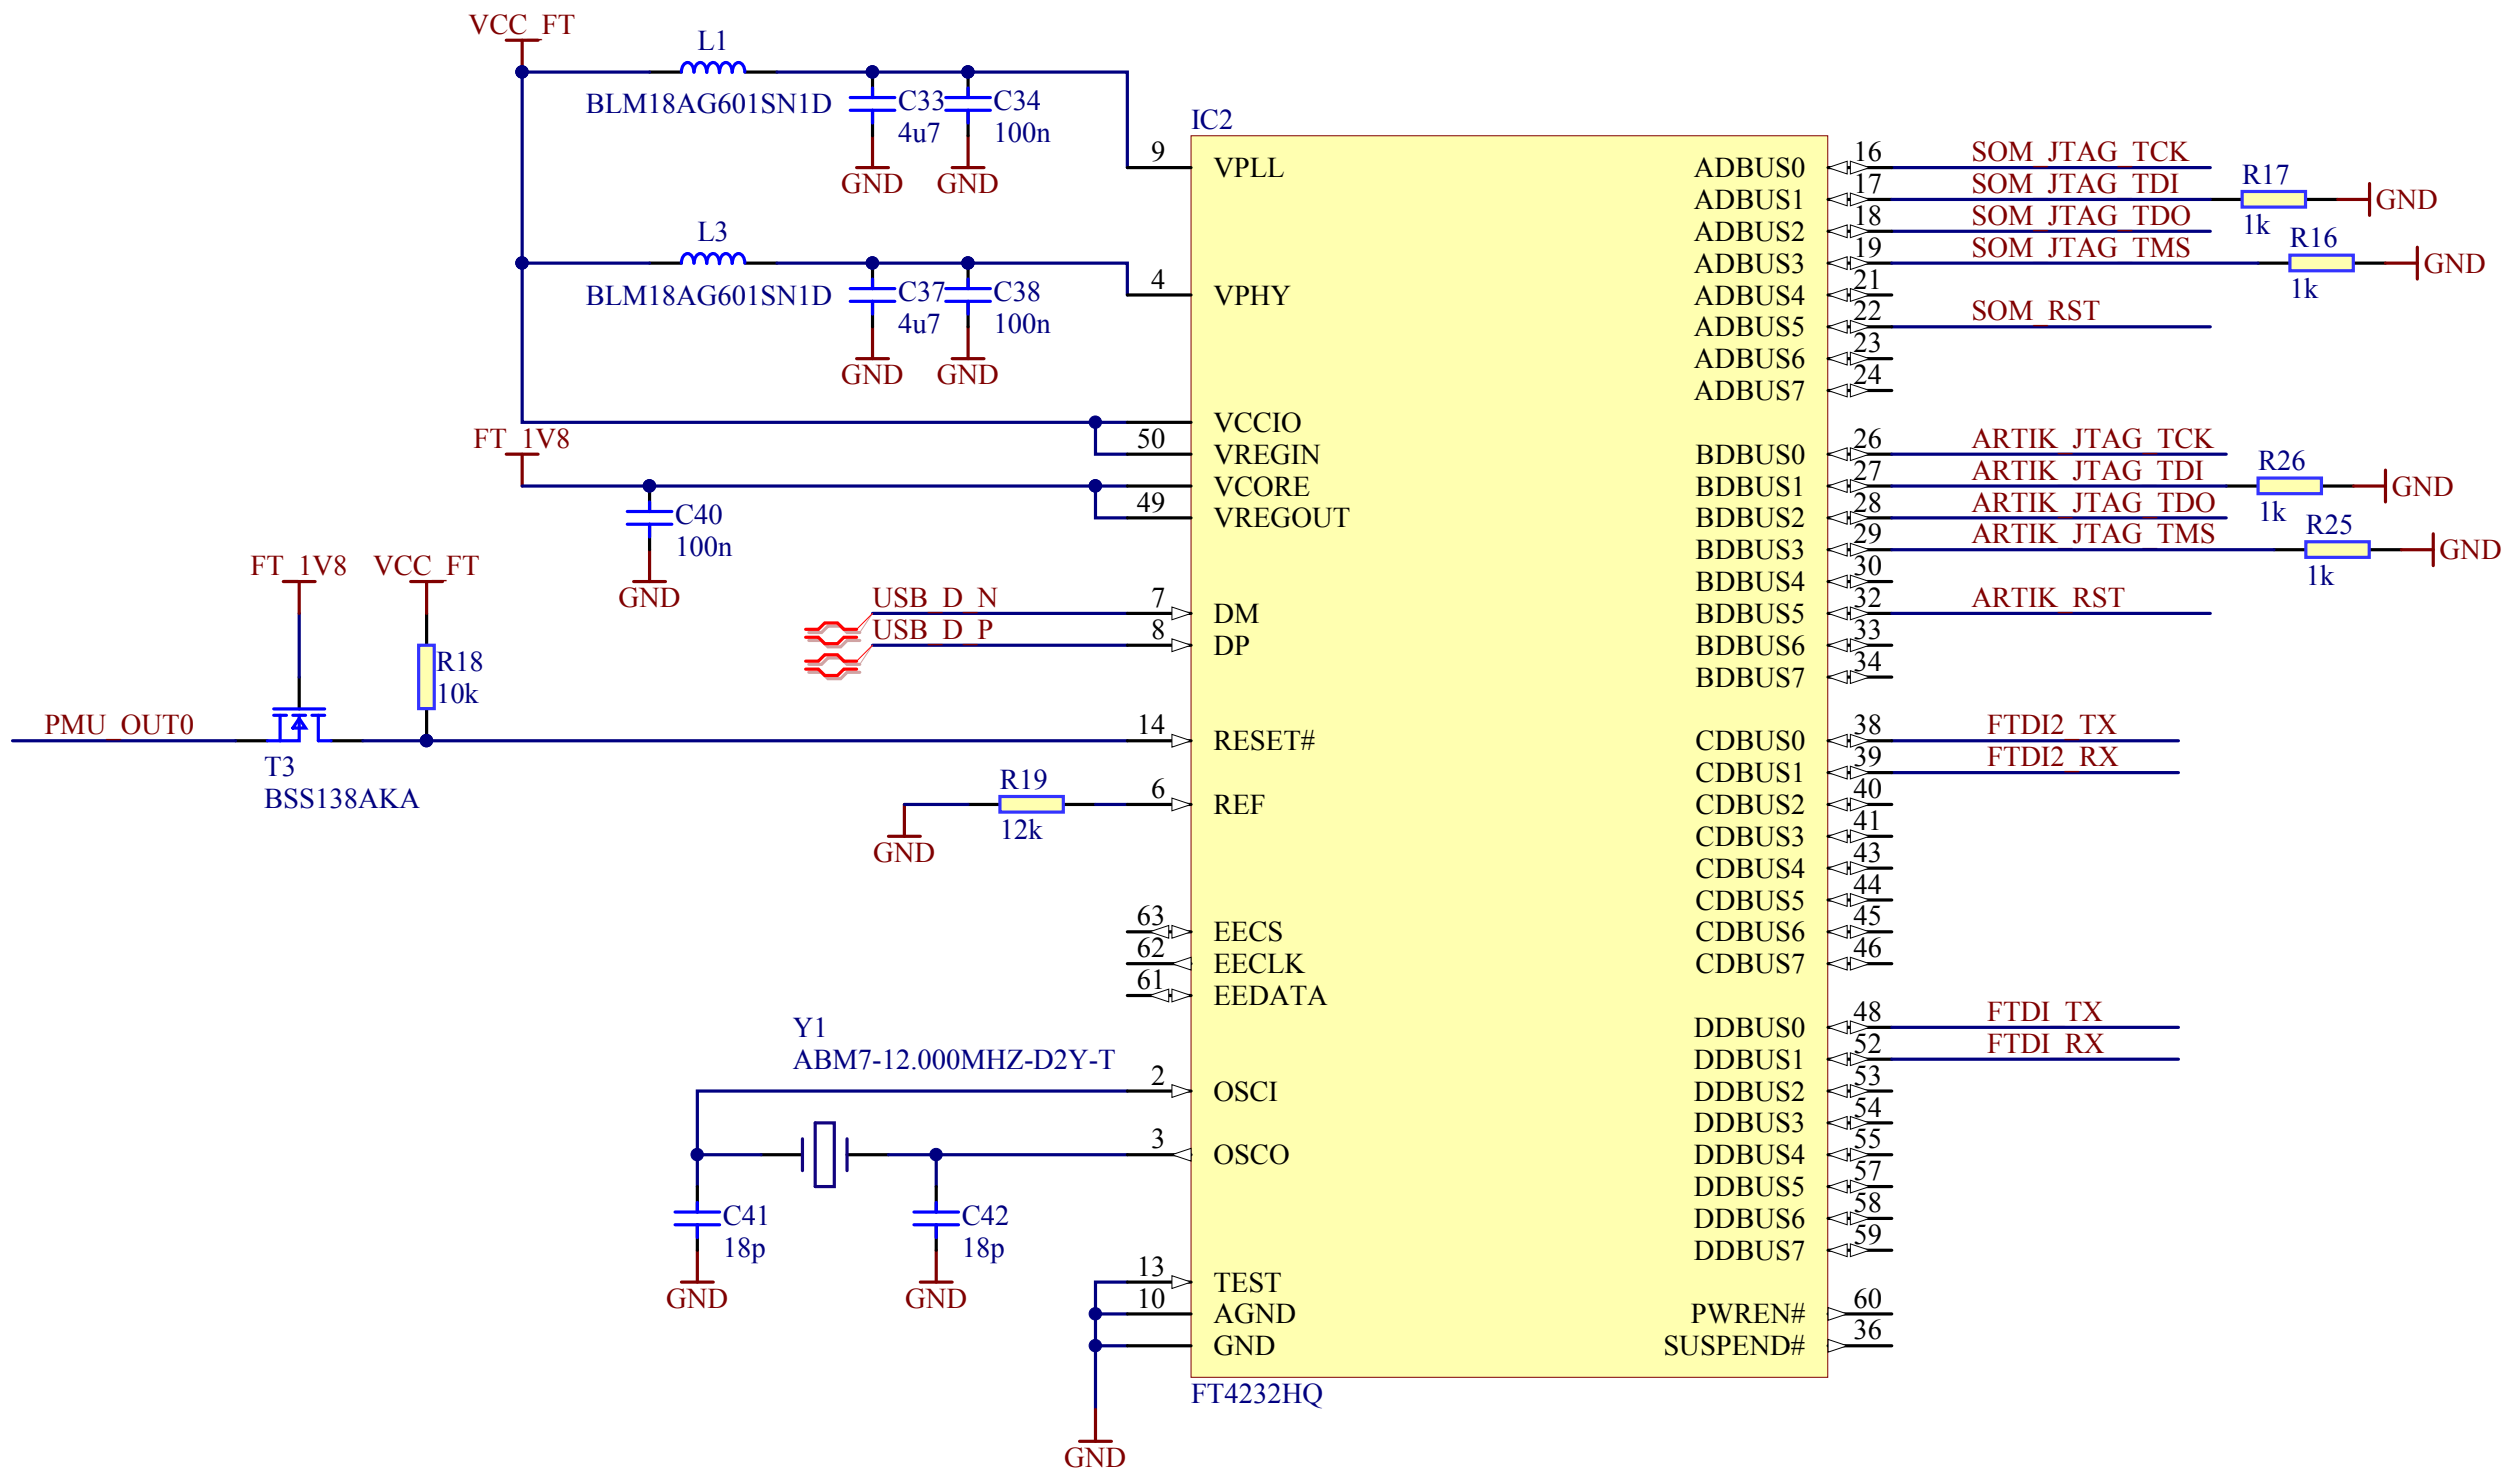 VCC_FT
L1
BLM18AG601SN1D
C33
4u7
C34
100n
GND
GND
L3
BLM18AG601SN1D
C37
4u7
C38
100n
GND
GND
FT_1V8
C40
100n
GND
FT_1V8
VCC_FT
R18
10k
PMU_OUT0
T3
BSS138AKA
USB_D_N
USB_D_P
R19
12k
GND
Y1
ABM7-12.000MHZ-D2Y-T
C41
18p
C42
18p
GND
GND
GND
IC2
9 VPLL
4 VPHY
VCCIO
50 VREGIN
VCORE
49 VREGOUT
7 DM
8 DP
14 RESET#
6 REF
63 EECS
62 EECLK
61 EEDATA
2 OSCI
3 OSCO
13 TEST
10 AGND
GND
FT4232HQ
ADBUS0 16 SOM_JTAG_TCK
ADBUS1 17 SOM_JTAG_TDI
R17
1k
GND
ADBUS2 18 SOM_JTAG_TDO
ADBUS3 19 SOM_JTAG_TMS
R16
1k
GND
ADBUS4 21
ADBUS5 22 SOM_RST
ADBUS6 23
ADBUS7 24
BDBUS0 26 ARTIK_JTAG_TCK
BDBUS1 27 ARTIK_JTAG_TDI
R26
1k
GND
BDBUS2 28 ARTIK_JTAG_TDO
BDBUS3 29 ARTIK_JTAG_TMS
R25
1k
GND
BDBUS4 30
BDBUS5 32 ARTIK_RST
BDBUS6 33
BDBUS7 34
CDBUS0 38 FTDI2_TX
CDBUS1 39 FTDI2_RX
CDBUS2 40
CDBUS3 41
CDBUS4 43
CDBUS5 44
CDBUS6 45
CDBUS7 46
DDBUS0 48 FTDI_TX
DDBUS1 52 FTDI_RX
DDBUS2 53
DDBUS3 54
DDBUS4 55
DDBUS5 57
DDBUS6 58
DDBUS7 59
PWREN# 60
SUSPEND# 36